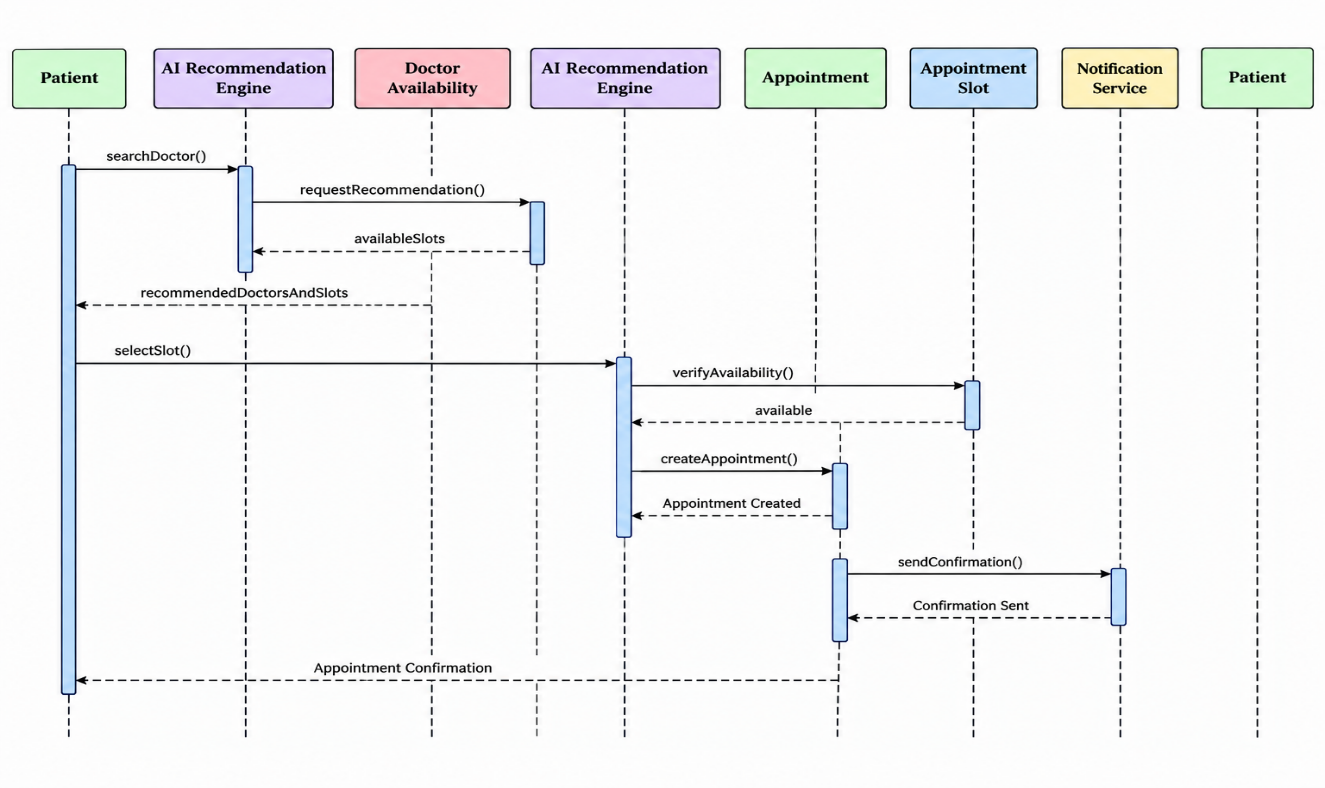 Patient
AI Recommendation
Engine
Doctor
Availability
AI Recommendation
Engine
Appointment
Appointment
Slot
Notification
Service
Patient
searchDoctor()
requestRecommendation()
availableSlots
recommendedDoctorsAndSlots
selectSlot()
verifyAvailability()
available
createAppointment()
Appointment Created
sendConfirmation()
Confirmation Sent
Appointment Confirmation